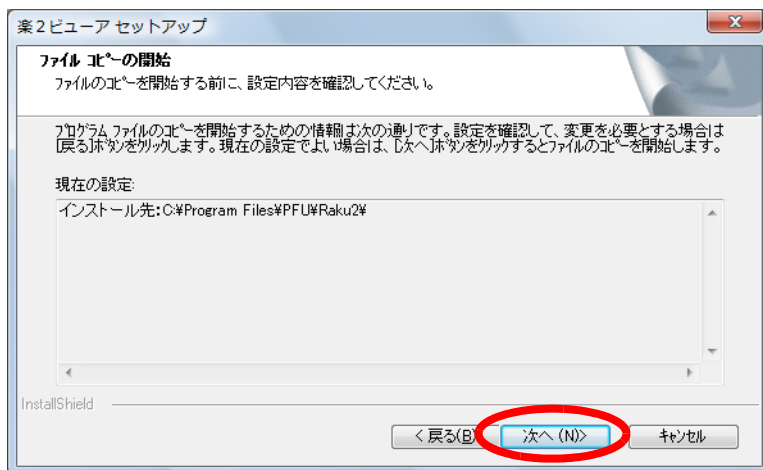 楽２ビューア セットアップ
ファイル コピーの開始
ファイルのコピーを開始する前に、設定内容を確認してください。
プログラム ファイルのコピーを開始するための情報は次の通りです。設定を確認して、変更を必要とする場合は
[戻る]ボタンをクリックします。現在の設定でよい場合は、[次へ]ボタンをクリックするとファイルのコピーを開始します。
現在の設定:
インストール先:C:¥Program Files¥PFU¥Raku2¥
InstallShield
< 戻る(B) 次へ (N)> キャンセル